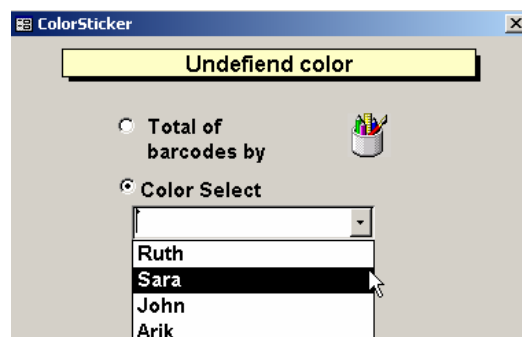 ColorSticker
Undefiend color
Total of
barcodes by
Color Select
Ruth
Sara
John
Arik